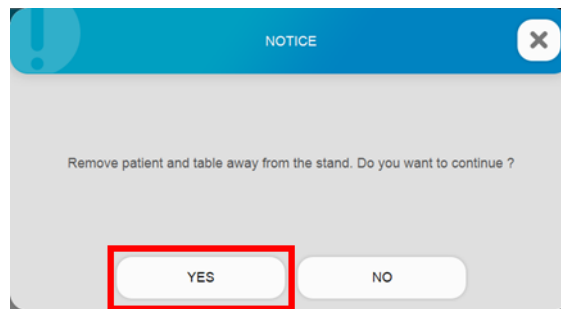 NOTICE
Remove patient and table away from the stand. Do you want to continue ?
YES
NO